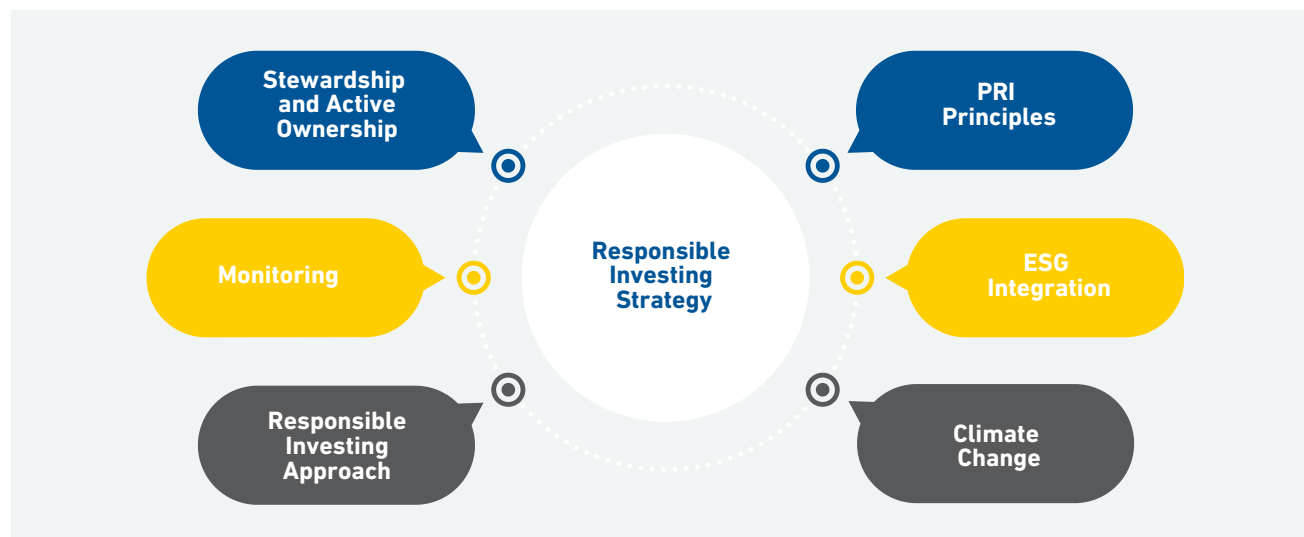 Stewardship
and Active
Ownership
PRI
Principles
Monitoring
Responsible
Investing
Strategy
ESG
Integration
Responsible
Investing
Approach
Climate
Change